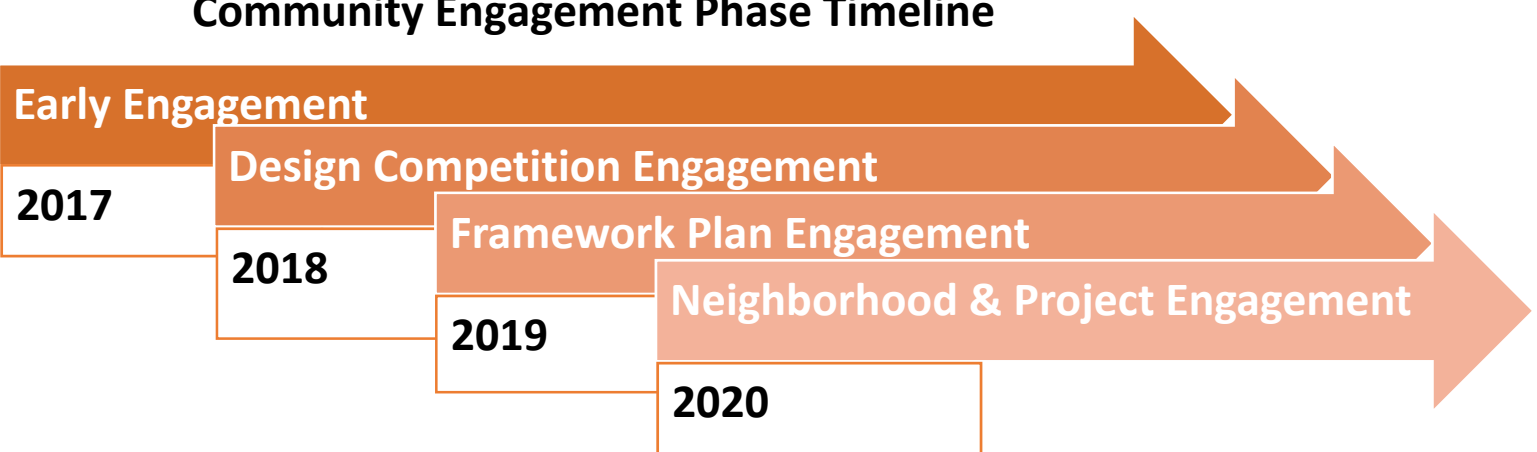 Community Engagement Phase Timeline
Early Engagement
2017
Design Competition Engagement
2018
Framework Plan Engagement
2019
Neighborhood & Project Engagement
2020